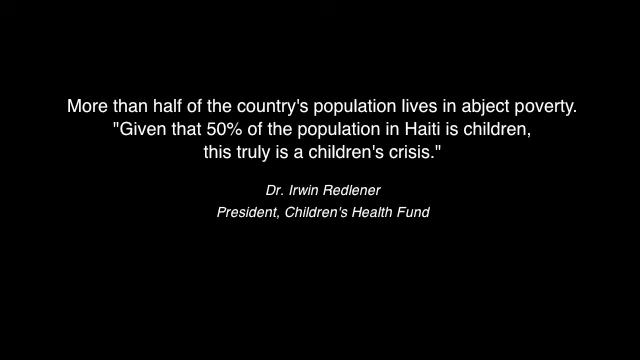 More than half of the country's population lives in abject poverty.
"Given that 50% of the population in Haiti is children,
this truly is a children's crisis."
Dr. Irwin Redlener
President, Children's Health Fund